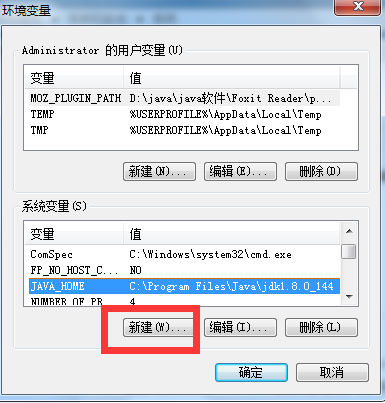 环境变量
Administrator 的用户变量(U)
变量 值
MOZ_PLUGIN_PATH D:\java\java软件\Foxit Reader\p...
TEMP %USERPROFILE%\AppData\Local\Temp
TMP %USERPROFILE%\AppData\Local\Temp
新建(N)... 编辑(E)... 删除(D)
系统变量(S)
变量 值
ComSpec C:\Windows\system32\cmd.exe
FP_NO_HOST_C... NO
JAVA_HOME C:\Program Files\Java\jdk1.8.0_144
NUMBER_OF_PR 4
新建(W)... 编辑(I)... 删除(L)
确定 取消